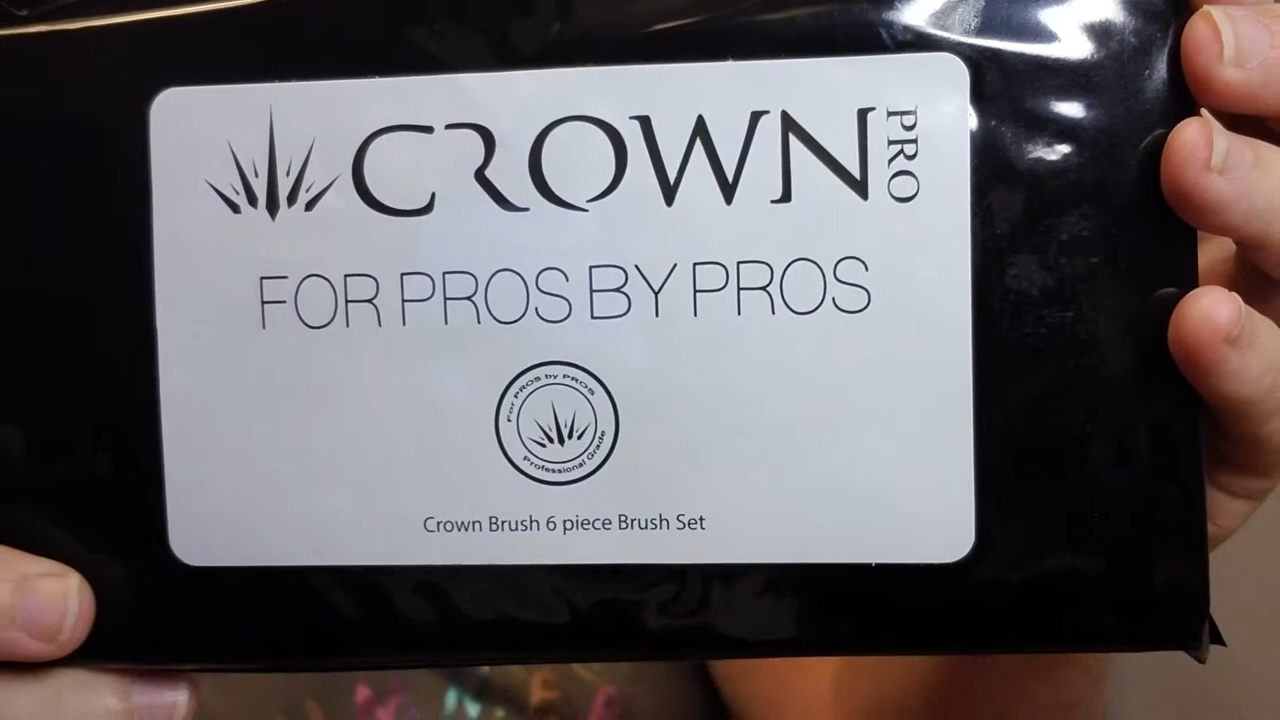 CROWN PRO
FOR PROS BY PROS
For PROS by PROS
Professional Grade
Crown Brush 6 piece Brush Set